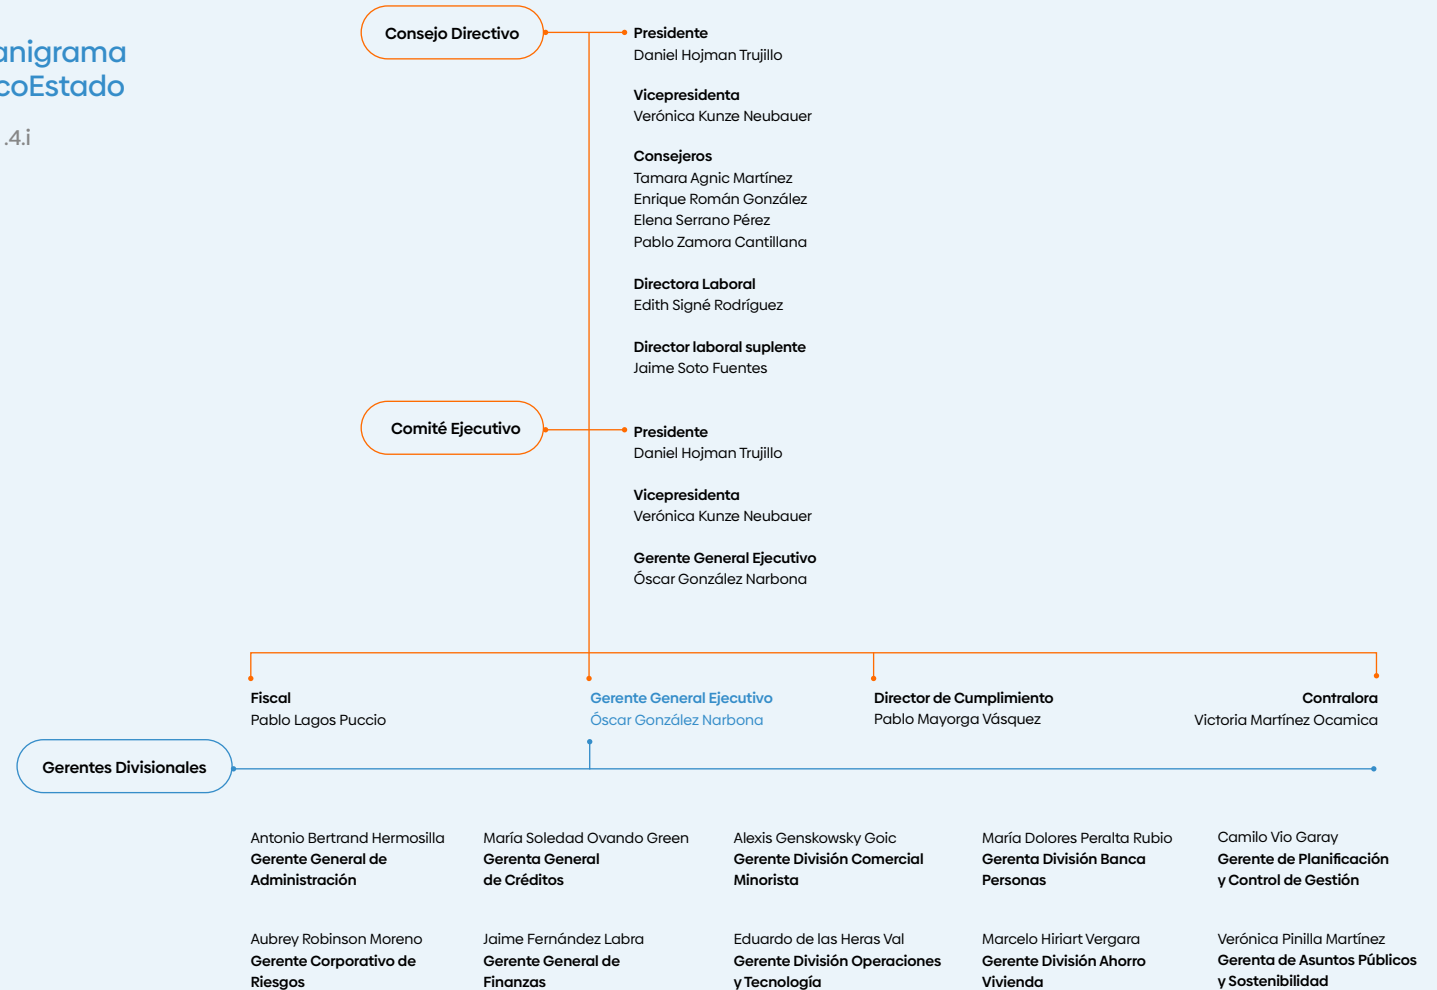 anigrama
coEstado
.4.i
Consejo Directivo
Presidente
Daniel Hojman Trujillo
Vicepresidenta
Verónica Kunze Neubauer
Consejeros
Tamara Agnic Martínez
Enrique Román González
Elena Serrano Pérez
Pablo Zamora Cantillana
Directora Laboral
Edith Signé Rodríguez
Director laboral suplente
Jaime Soto Fuentes
Comité Ejecutivo
Presidente
Daniel Hojman Trujillo
Vicepresidenta
Verónica Kunze Neubauer
Gerente General Ejecutivo
Óscar González Narbona
Fiscal
Pablo Lagos Puccio
Gerente General Ejecutivo
Óscar González Narbona
Director de Cumplimiento
Pablo Mayorga Vásquez
Contralora
Victoria Martínez Ocamica
Gerentes Divisionales
Antonio Bertrand Hermosilla
Gerente General de
Administración
María Soledad Ovando Green
Gerenta General
de Créditos
Alexis Genskowsky Goic
Gerente División Comercial
Minorista
María Dolores Peralta Rubio
Gerenta División Banca
Personas
Camilo Vio Garay
Gerente de Planificación
y Control de Gestión
Aubrey Robinson Moreno
Gerente Corporativo de
Riesgos
Jaime Fernández Labra
Gerente General de
Finanzas
Eduardo de las Heras Val
Gerente División Operaciones
y Tecnología
Marcelo Hiriart Vergara
Gerente División Ahorro
Vivienda
Verónica Pinilla Martínez
Gerenta de Asuntos Públicos
y Sostenibilidad